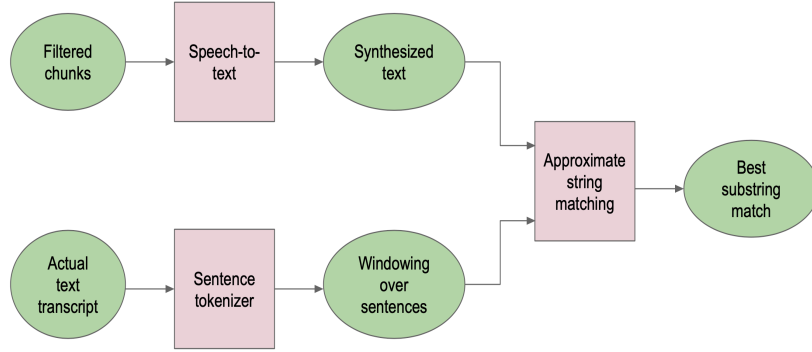 Filtered
chunks
Speech-to-
text
Synthesized
text
Approximate
string
matching
Best
substring
match
Actual
text
transcript
Sentence
tokenizer
Windowing
over
sentences